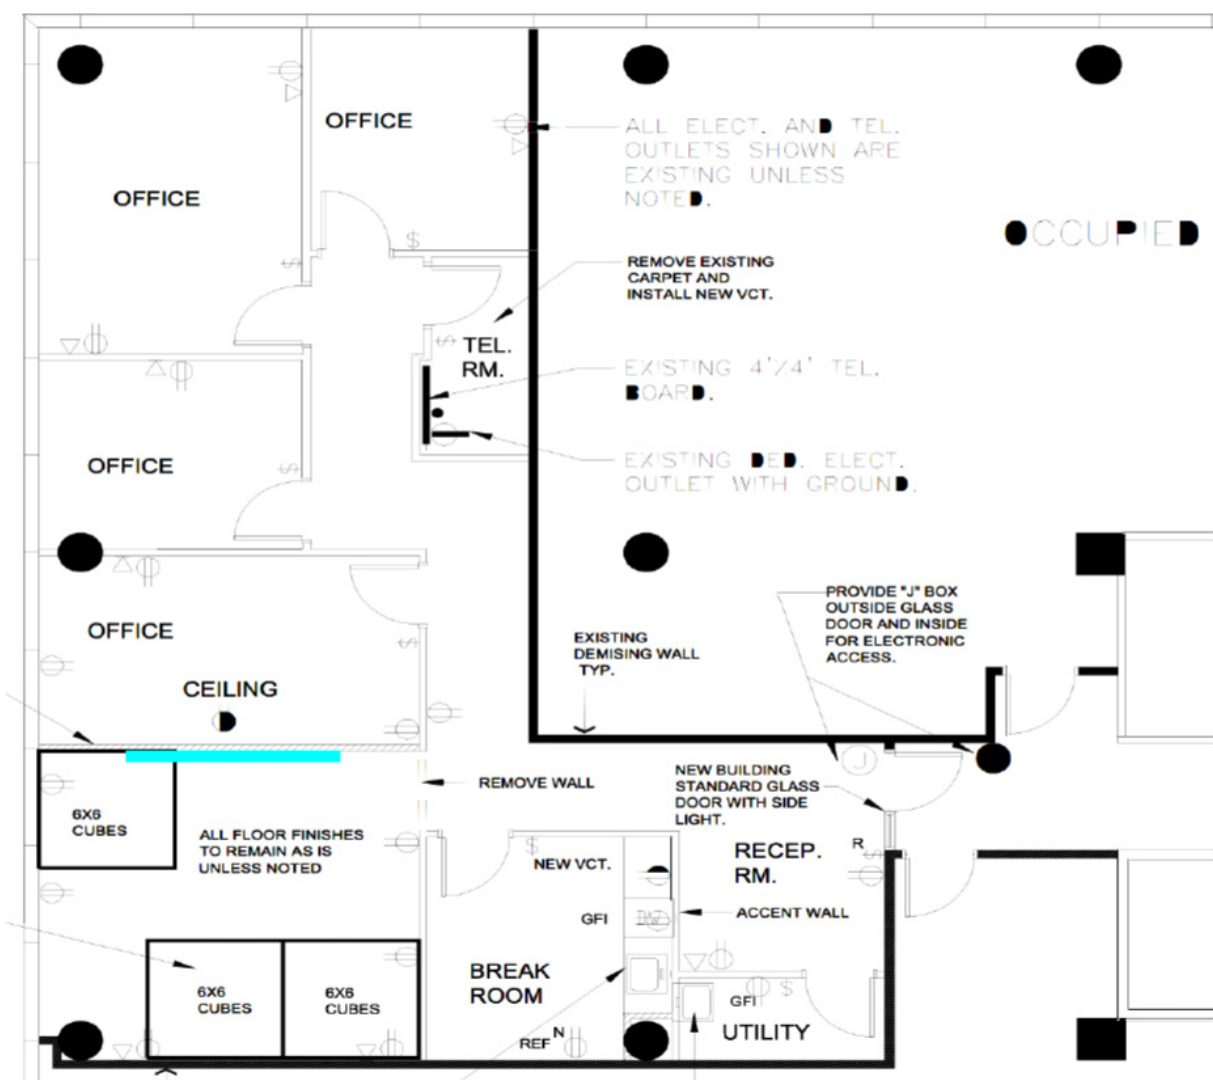 OFFICE
OFFICE
ALL ELECT. AND TEL.
OUTLETS SHOWN ARE
EXISTING UNLESS
NOTED.
OCCUPIED
$
$
REMOVE EXISTING
CARPET AND
INSTALL NEW VCT.
$
TEL.
RM.
EXISTING 4'X4' TEL.
BOARD.
OFFICE
$
EXISTING DED. ELECT.
OUTLET WITH GROUND.
PROVIDE "J" BOX
OUTSIDE GLASS
DOOR AND INSIDE
FOR ELECTRONIC
ACCESS.
OFFICE
$
EXISTING
DEMISING WALL
TYP.
CEILING
J
REMOVE WALL
NEW BUILDING
STANDARD GLASS
DOOR WITH SIDE
LIGHT.
6X6
CUBES
ALL FLOOR FINISHES
TO REMAIN AS IS
UNLESS NOTED
$
NEW VCT.
RECEP.
RM.
R
$
GFI
ACCENT WALL
BREAK
ROOM
6X6
CUBES
6X6
CUBES
GFI
$
UTILITY
REF
N